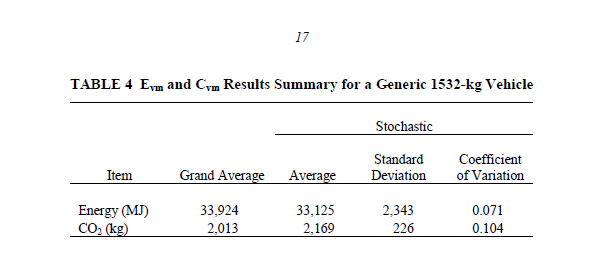 17
TABLE 4 Evm and Cvm Results Summary for a Generic 1532-kg Vehicle
Stochastic
Item Grand Average Average Standard Deviation Coefficient of Variation
Energy (MJ) 33,924 33,125 2,343 0.071
CO2 (kg) 2,013 2,169 226 0.104